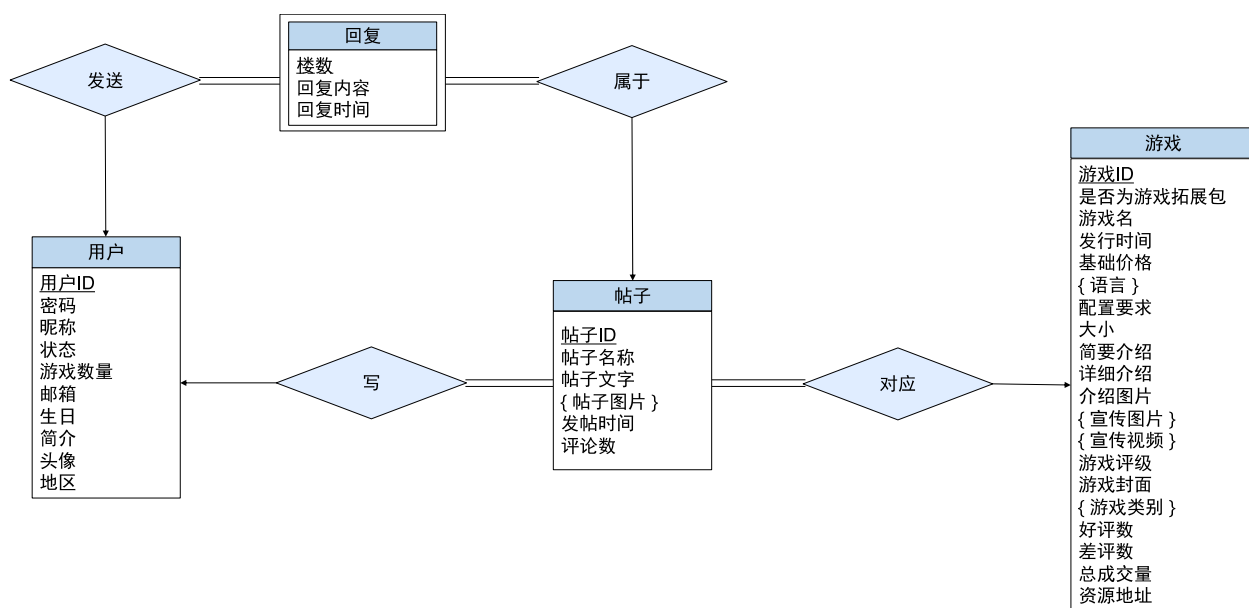 回复
楼数
回复内容
回复时间
发送
属于
用户
用户ID
密码
昵称
状态
游戏数量
邮箱
生日
简介
头像
地区
写
帖子
帖子ID
帖子名称
帖子文字
{ 帖子图片 }
发帖时间
评论数
对应
游戏
游戏ID
是否为游戏拓展包
游戏名
发行时间
基础价格
{ 语言 }
配置要求
大小
简要介绍
详细介绍
介绍图片
{ 宣传图片 }
{ 宣传视频 }
游戏评级
游戏封面
{ 游戏类别 }
好评数
差评数
总成交量
资源地址